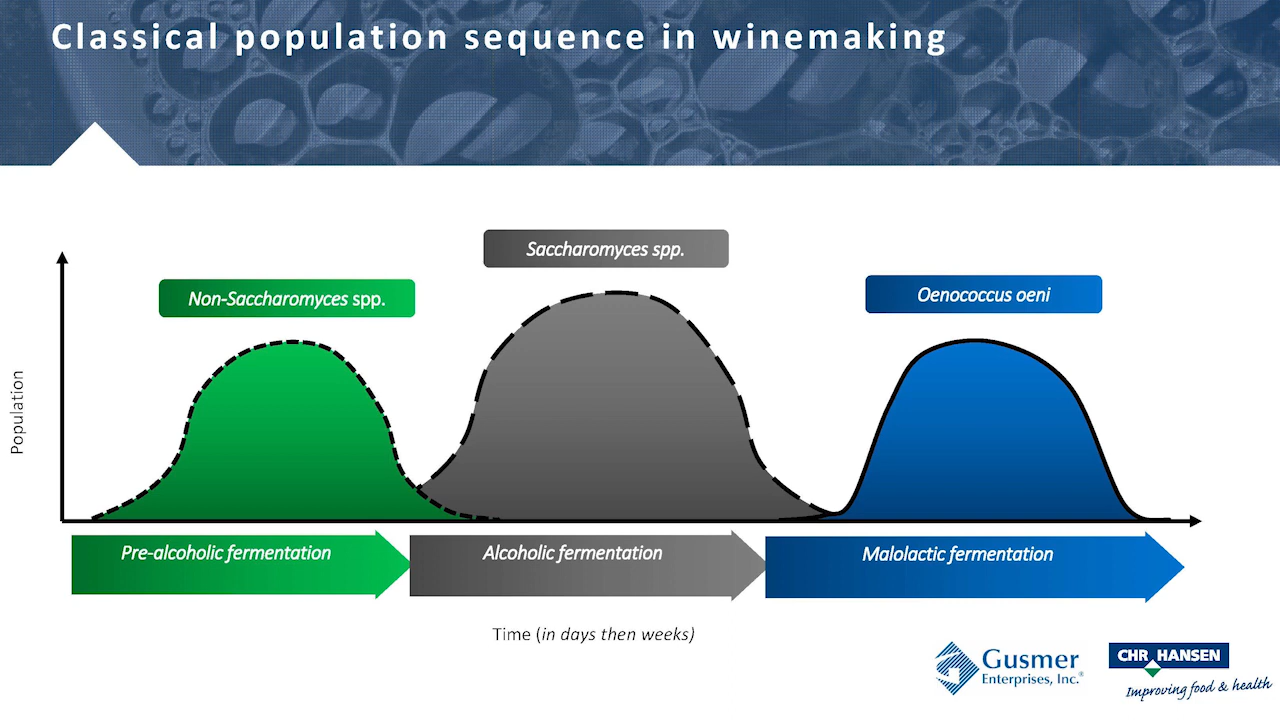 Classical population sequence in winemaking
Saccharomyces spp.
Non-Saccharomyces spp.
Oenococcus oeni
Population
Pre-alcoholic fermentation
Alcoholic fermentation
Malolactic fermentation
Time (in days then weeks)
Gusmer
Enterprises, Inc.®
CHR HANSEN
Improving food & health